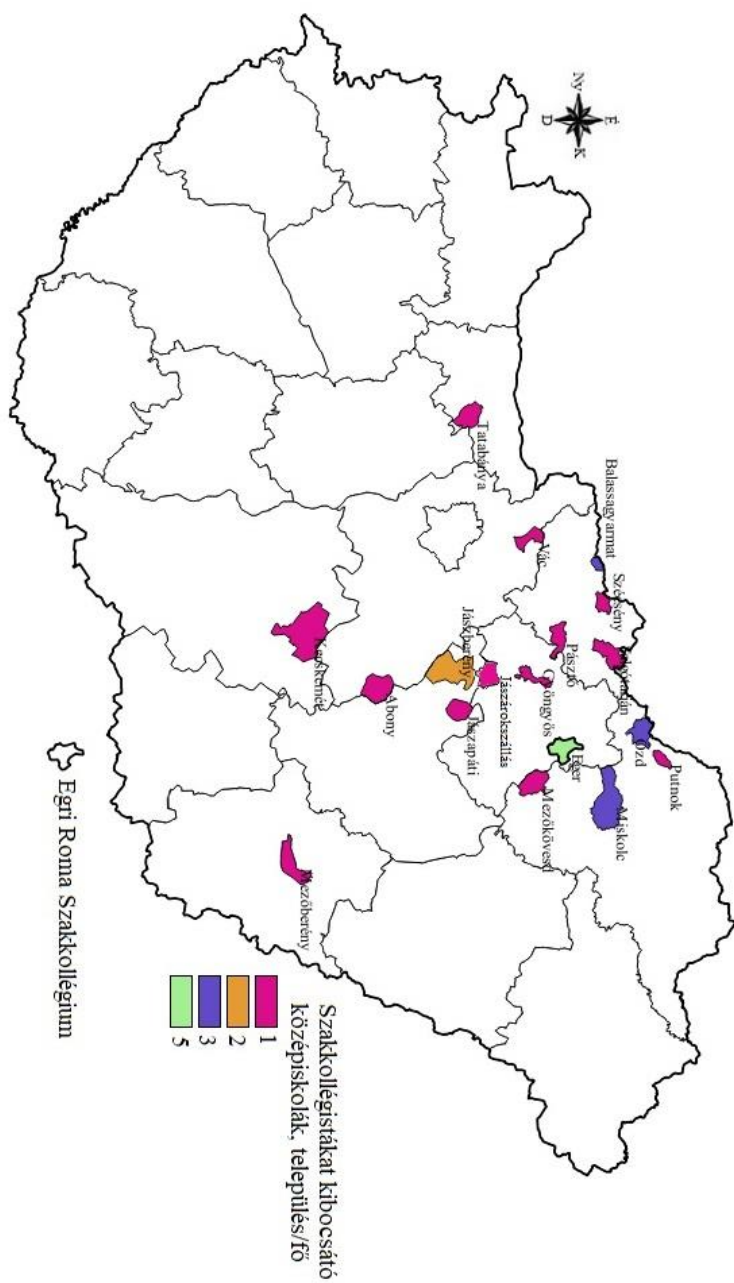 Ny
É
D
K
Balassagyarmat
Szécsény
Putnok
Ózd
Miskolc
Pásztó
Vác
Gyöngyös
Eger
Mezőkövesd
Tatabánya
Jászárokszállás
Jászberény
Jászapáti
Abony
Kecskemét
Mezőberény
Egri Roma Szakkollégium
Szakkollégistákat kibocsátó
középiskolák, település/fő
1
2
3
5